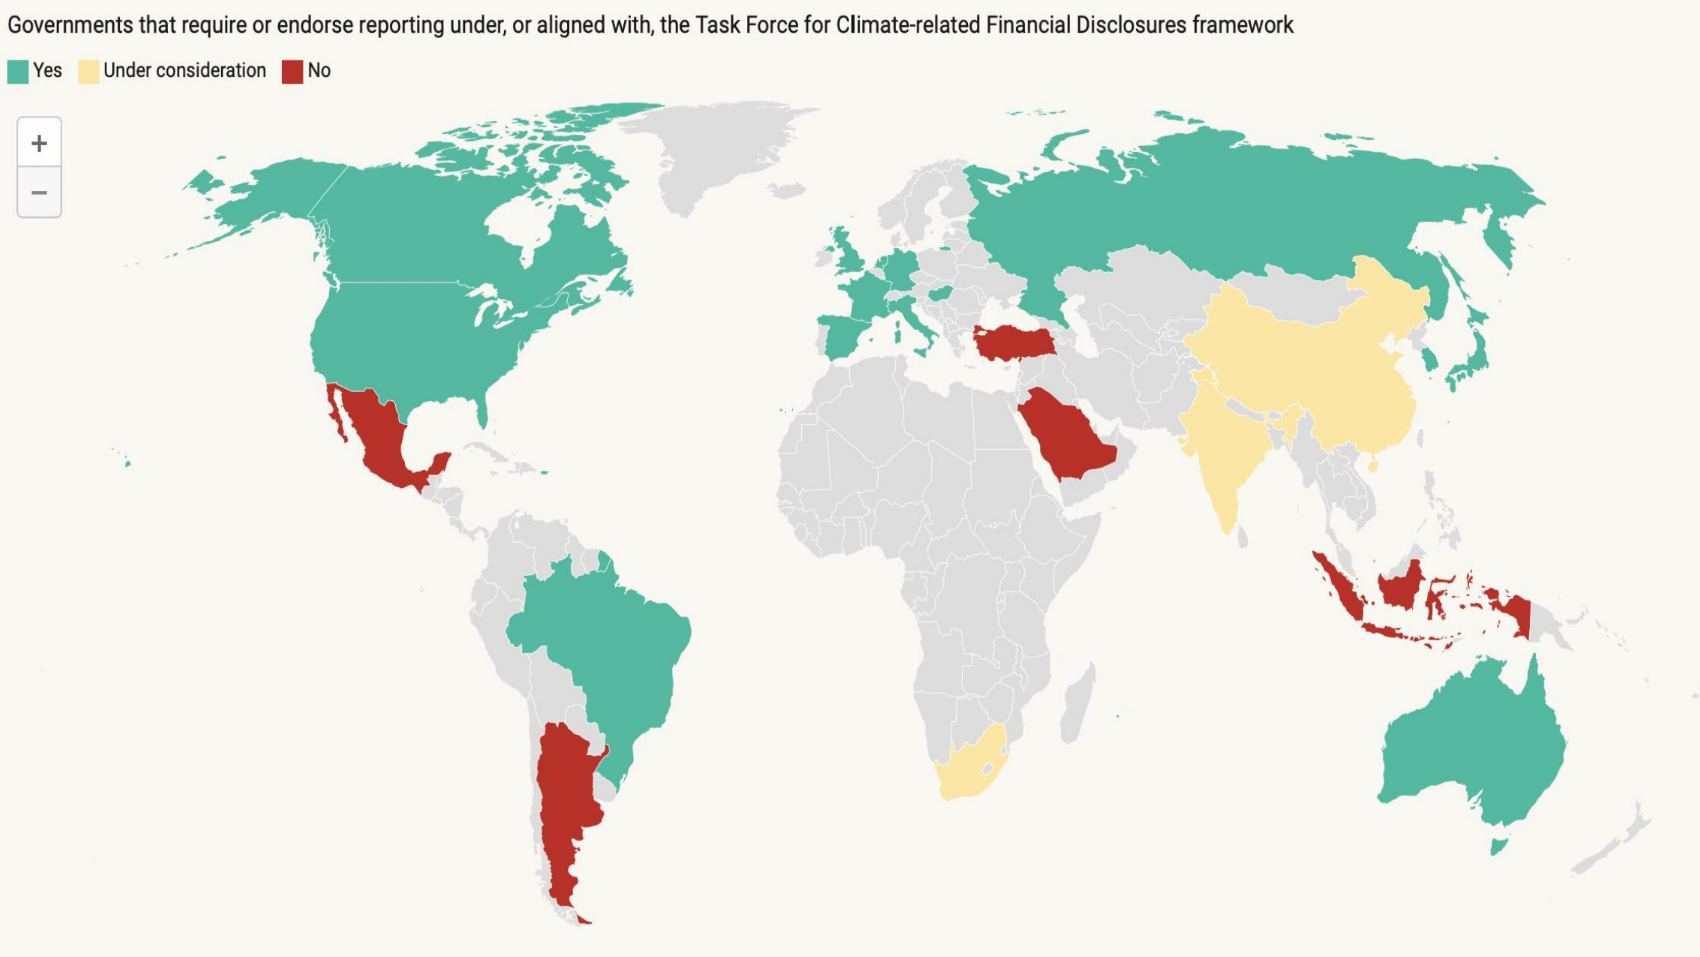 Governments that require or endorse reporting under, or aligned with, the Task Force for Climate-related Financial Disclosures framework
Yes Under consideration No
+
−